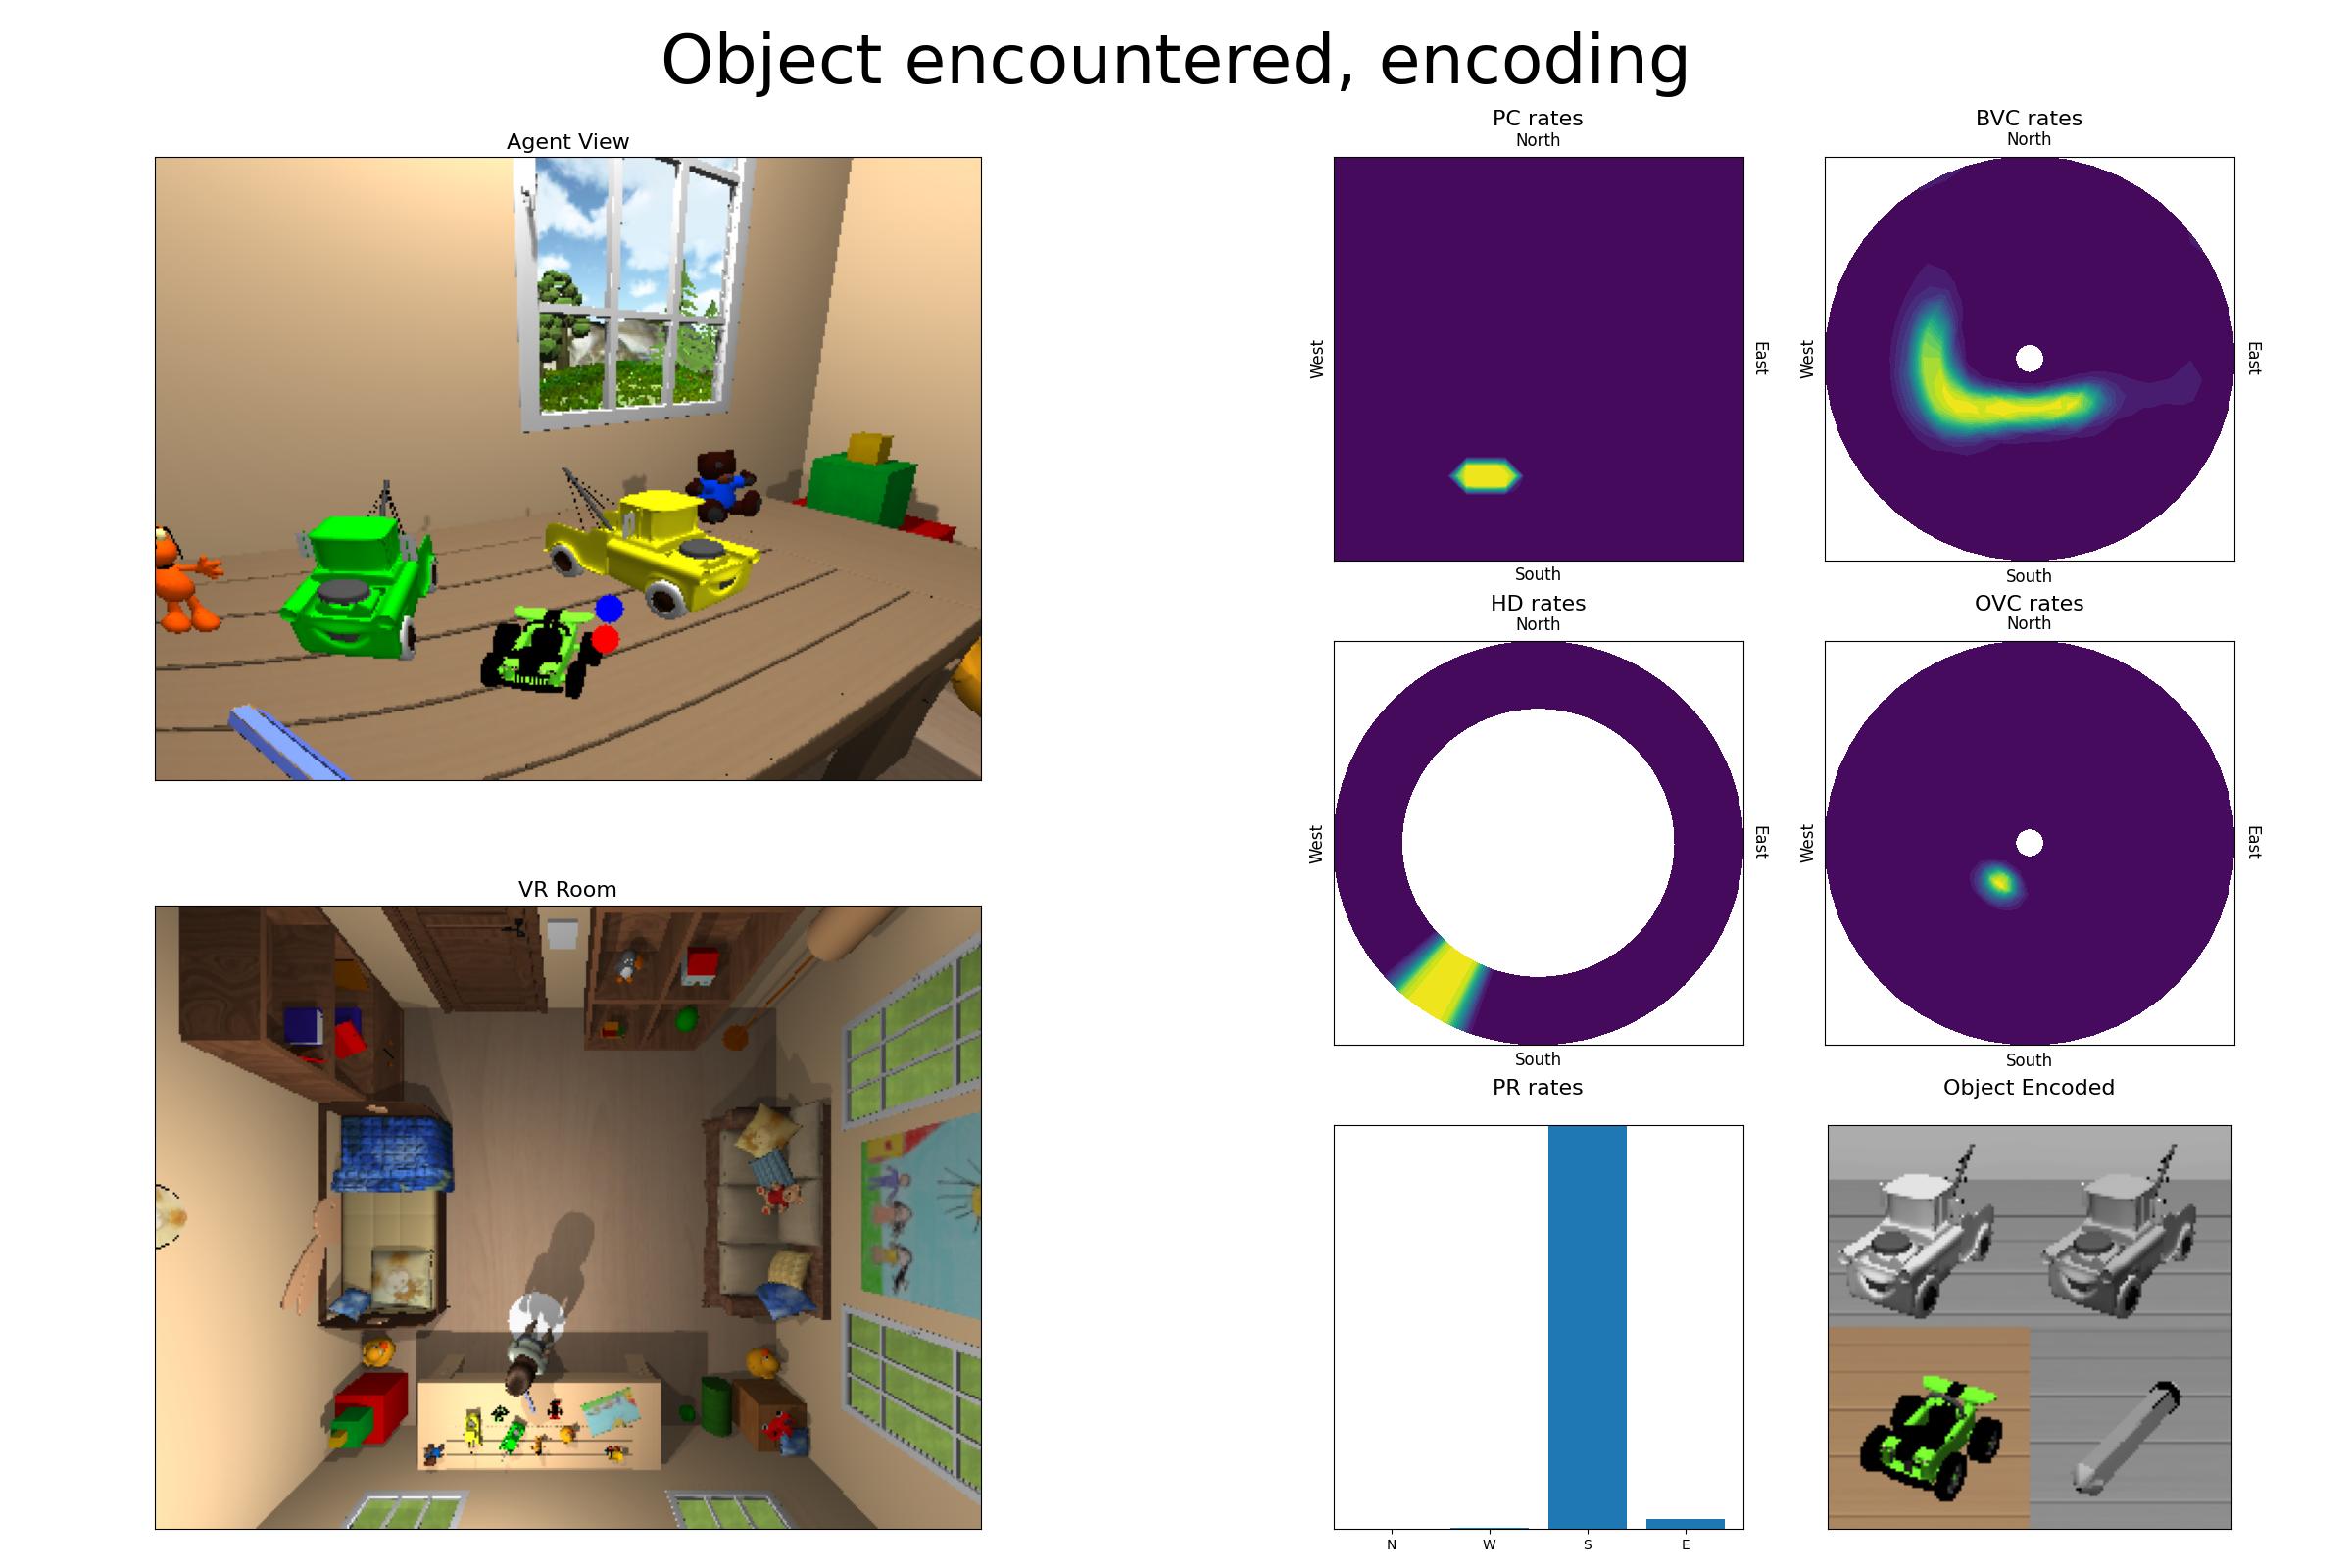 Object encountered, encoding
Agent View
PC rates
North
West
East
South
BVC rates
North
West
East
South
HD rates
North
West
East
South
OVC rates
North
West
East
South
VR Room
PR rates
N W S E
Object Encoded